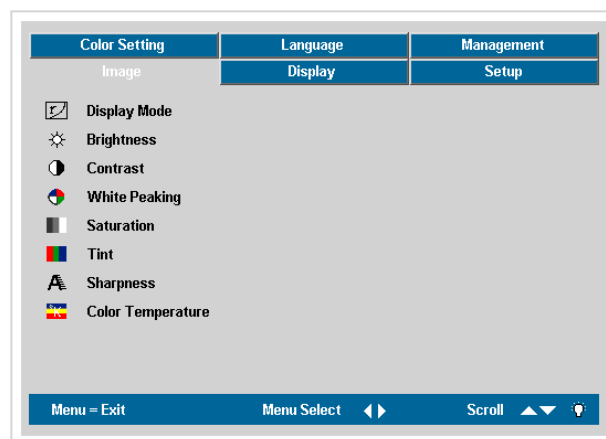 Color Setting Language Management
Image Display Setup
Display Mode
Brightness
Contrast
White Peaking
Saturation
Tint
Sharpness
Color Temperature
Menu = Exit Menu Select Scroll